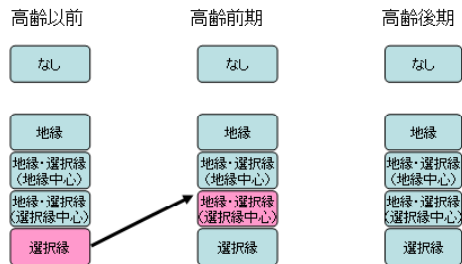 高齢以前 高齢前期 高齢後期
なし なし なし
地縁 地縁 地縁
地縁・選択縁 地縁・選択縁 地縁・選択縁
(地縁中心) (地縁中心) (地縁中心)
地縁・選択縁 地縁・選択縁 地縁・選択縁
(選択縁中心) (選択縁中心) (選択縁中心)
選択縁 選択縁 選択縁